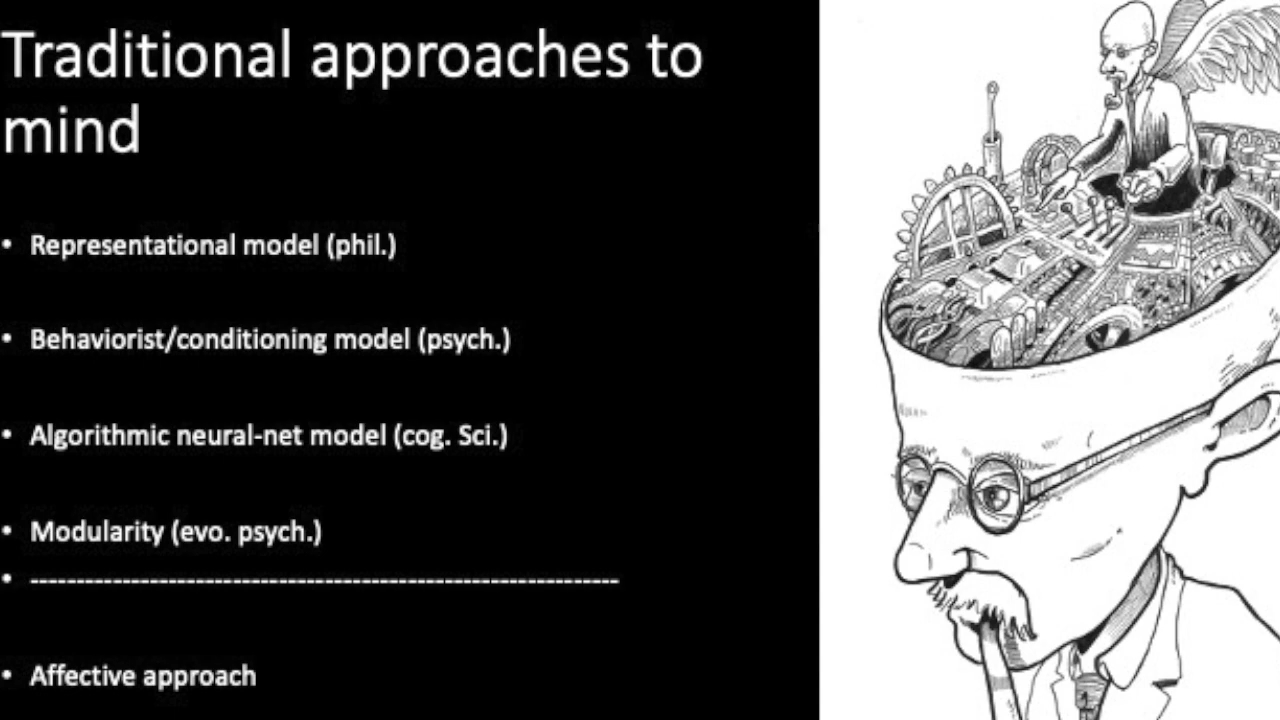 Traditional approaches to
mind
• Representational model (phil.)
• Behaviorist/conditioning model (psych.)
• Algorithmic neural-net model (cog. Sci.)
• Modularity (evo. psych.)
• ----------------------------------------------------------------
• Affective approach